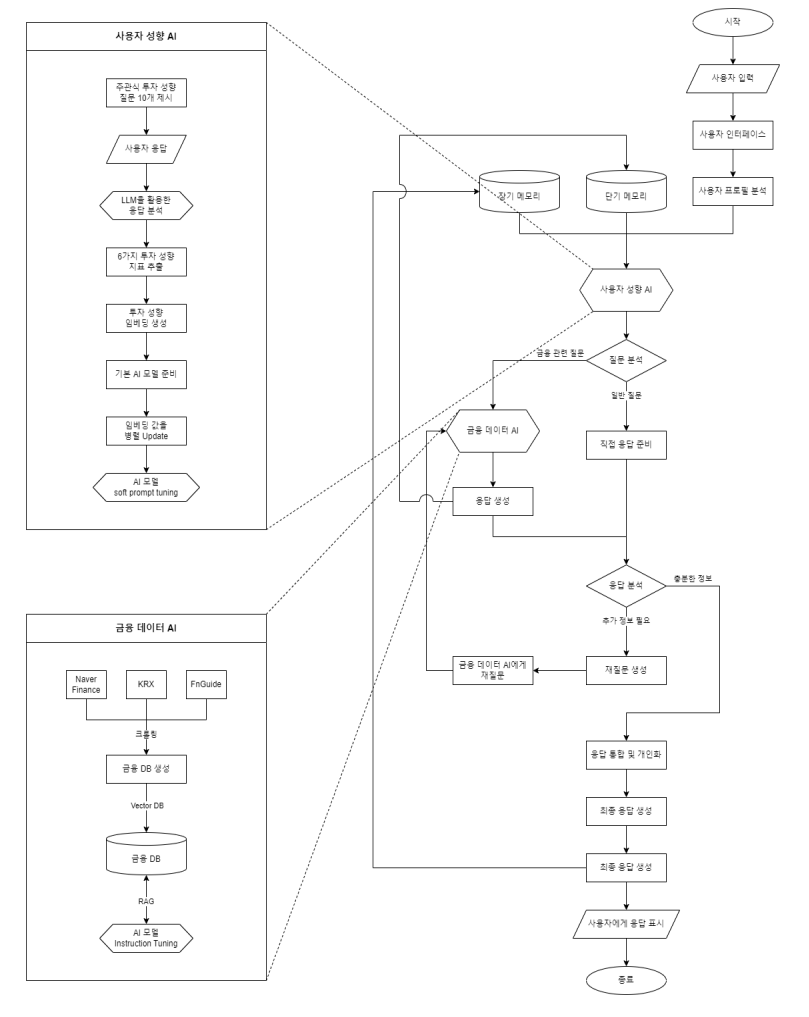 사용자 성향 AI
주관식 투자 성향
질문 10개 제시
사용자 응답
LLM을 활용한
응답 분석
6가지 투자 성향
지표 추출
투자 성향
임베딩 생성
기본 AI 모델 준비
임베딩 값을
병렬 Update
AI 모델
soft prompt tuning
금융 데이터 AI
Naver
Finance
KRX
FnGuide
크롤링
금융 DB 생성
Vector DB
금융 DB
RAG
AI 모델
Instruction Tuning
시작
사용자 입력
사용자 인터페이스
사용자 프로필 분석
장기 메모리
단기 메모리
사용자 성향 AI
질문 분석
금융 관련 질문
일반 질문
금융 데이터 AI
직접 응답 준비
응답 생성
응답 분석
충분한 정보
추가 정보 필요
재질문 생성
금융 데이터 AI에게
재질문
응답 통합 및 개인화
최종 응답 생성
최종 응답 생성
사용자에게 응답 표시
종료